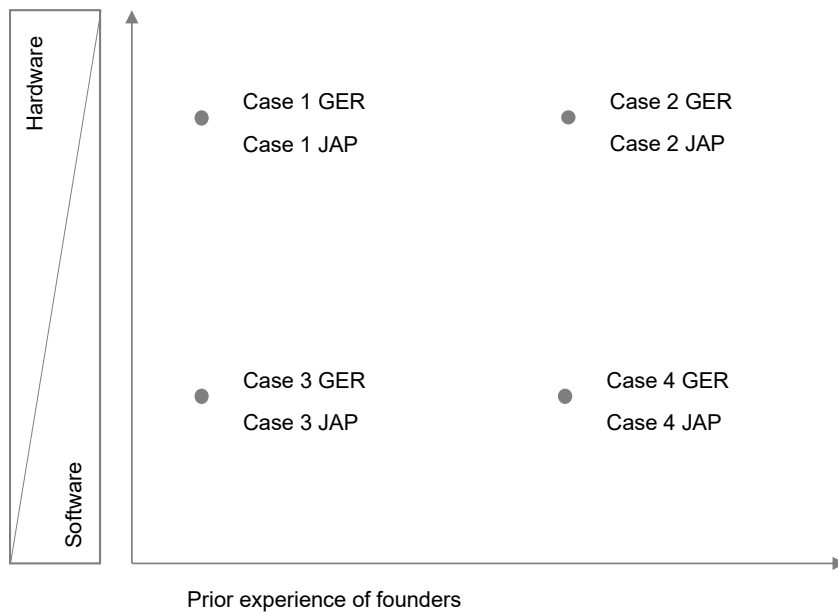 Hardware
Case 1 GER
Case 1 JAP
Case 2 GER
Case 2 JAP
Case 3 GER
Case 3 JAP
Case 4 GER
Case 4 JAP
Software
Prior experience of founders